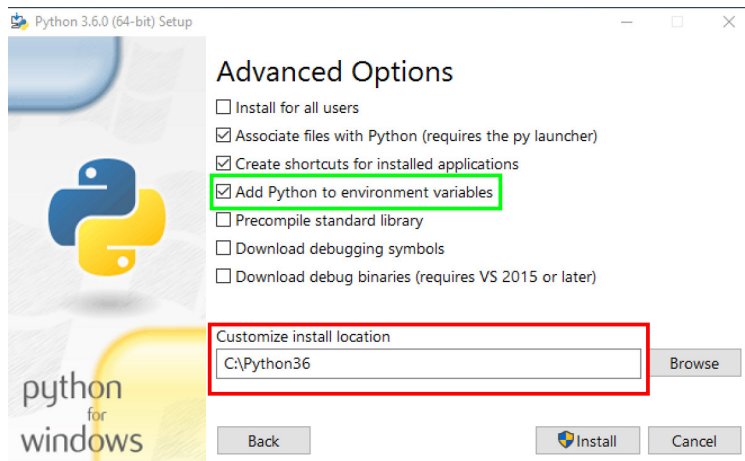 Python 3.6.0 (64-bit) Setup
Advanced Options
Install for all users
Associate files with Python (requires the py launcher)
Create shortcuts for installed applications
Add Python to environment variables
Precompile standard library
Download debugging symbols
Download debug binaries (requires VS 2015 or later)
Customize install location
C:\Python36
Browse
python
for
windows
Back
Install
Cancel